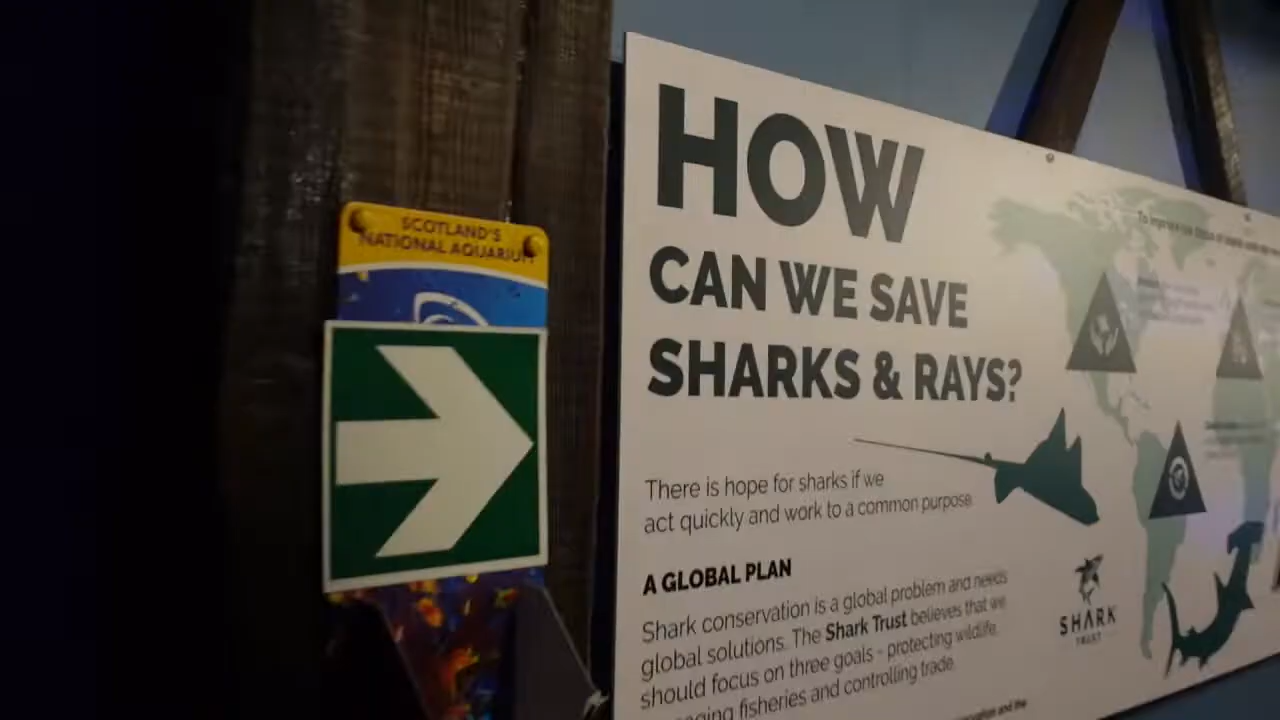 SCOTLAND'S
NATIONAL AQUARIUM
HOW
CAN WE SAVE
SHARKS & RAYS?
There is hope for sharks if we
act quickly and work to a common purpose
A GLOBAL PLAN
Shark conservation is a global problem and needs
global solutions. The Shark Trust believes that we
should focus on three goals - protecting wildlife,
fisheries and controlling trade.
SHARK
TRUST